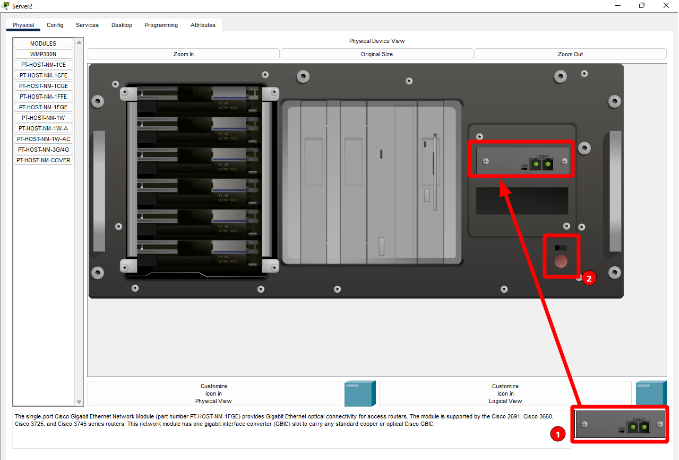 Server2
Physical Config Services Desktop Programming Attributes
MODULES
WMP300N
PT-HOST-NM-1CE
PT-HOST-NM-1CFE
PT-HOST-NM-1CGE
PT-HOST-NM-1FFE
PT-HOST-NM-1FGE
PT-HOST-NM-1W
PT-HOST-NM-1W-A
PT-HOST-NM-1W-AC
PT-HOST-NM-3G/4G
PT-HOST-NM-COVER
Physical Device View
Zoom In Original Size Zoom Out
2
Customize
Icon in
Physical View
Customize
Icon in
Logical View
The single-port Cisco Gigabit Ethernet Network Module (part number PT-HOST-NM-1FGE) provides Gigabit Ethernet optical connectivity for access routers. The module is supported by the Cisco 2691, Cisco 3660,
Cisco 3725, and Cisco 3745 series routers. This network module has one gigabit interface converter (GBIC) slot to carry any standard copper or optical Cisco GBIC.
1